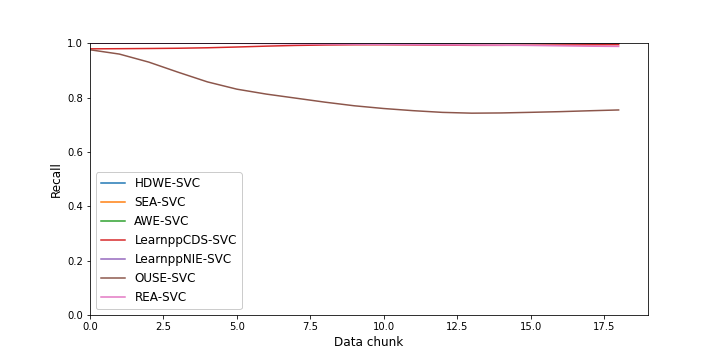 1.0
0.8
0.6
0.4
0.2
0.0
Recall
HDWE-SVC
SEA-SVC
AWE-SVC
LearnppCDS-SVC
LearnppNIE-SVC
OUSE-SVC
REA-SVC
0.0 2.5 5.0 7.5 10.0 12.5 15.0 17.5
Data chunk